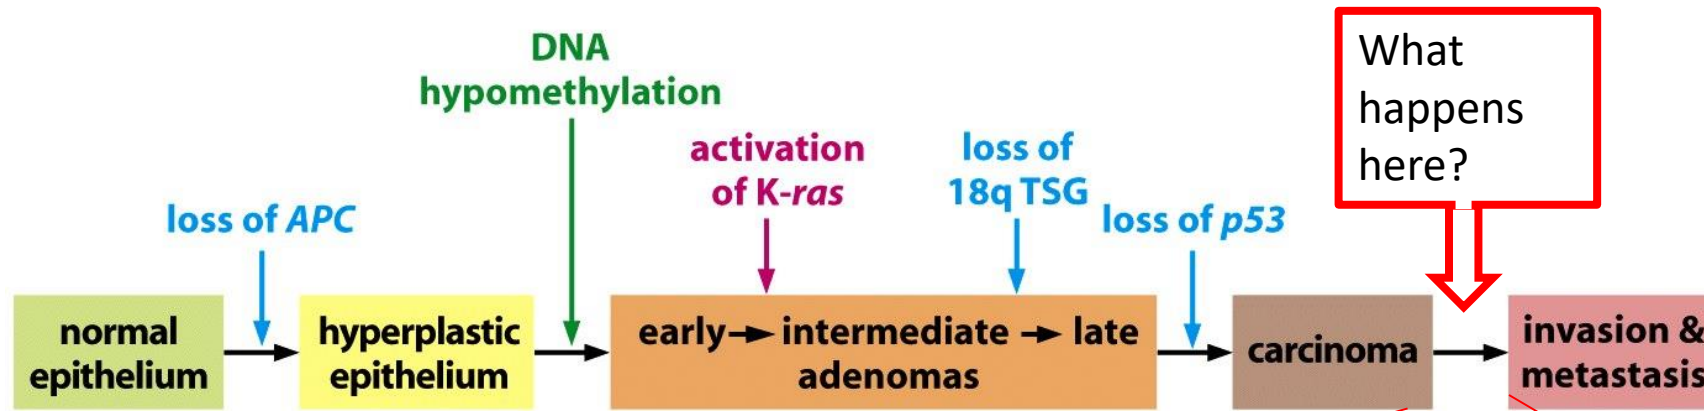 DNA
hypomethylation
What
happens
here?
activation
of K-ras
loss of
18q TSG
loss of APC
loss of p53
normal
epithelium
hyperplastic
epithelium
early → intermediate → late
adenomas
carcinoma
invasion &
metastasis